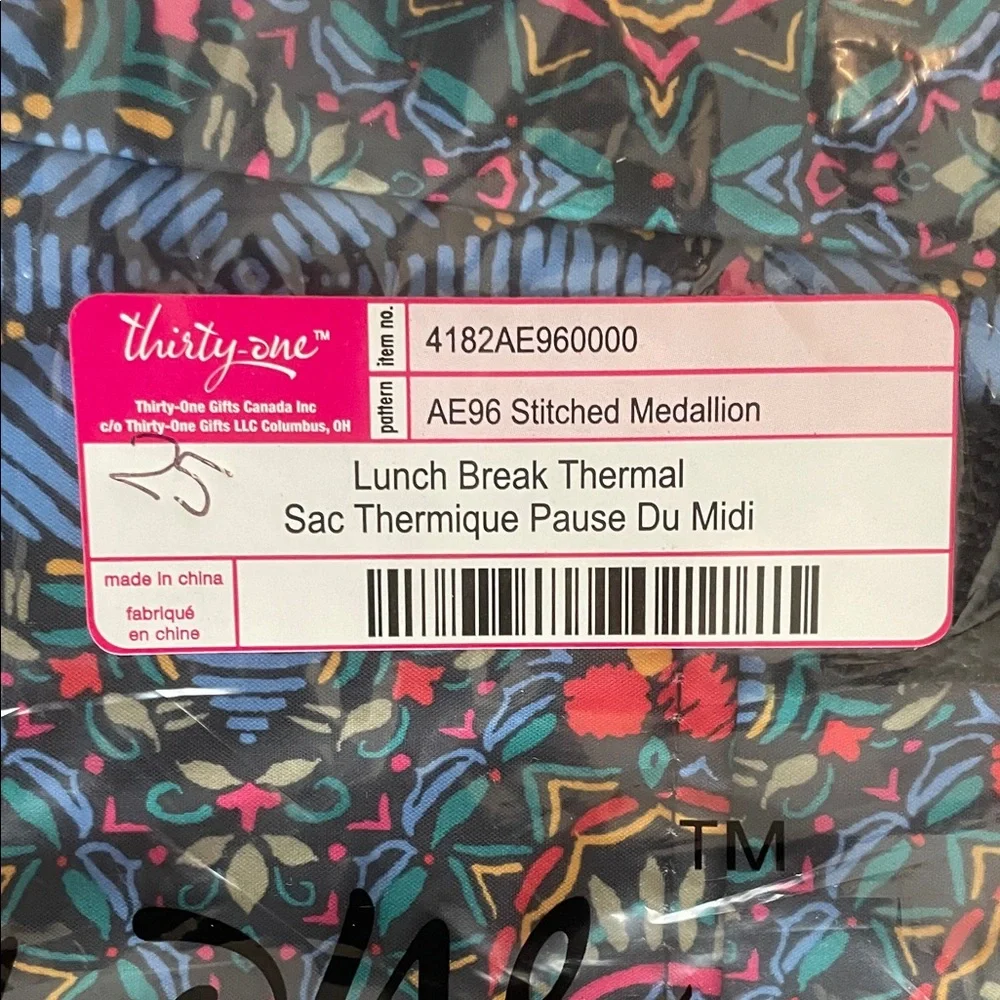 thirty-one™
Thirty-One Gifts Canada Inc
c/o Thirty-One Gifts LLC Columbus, OH
item no.
4182AE960000
pattern
AE96 Stitched Medallion
25
Lunch Break Thermal
Sac Thermique Pause Du Midi
made in china
fabriqué
en chine
TM